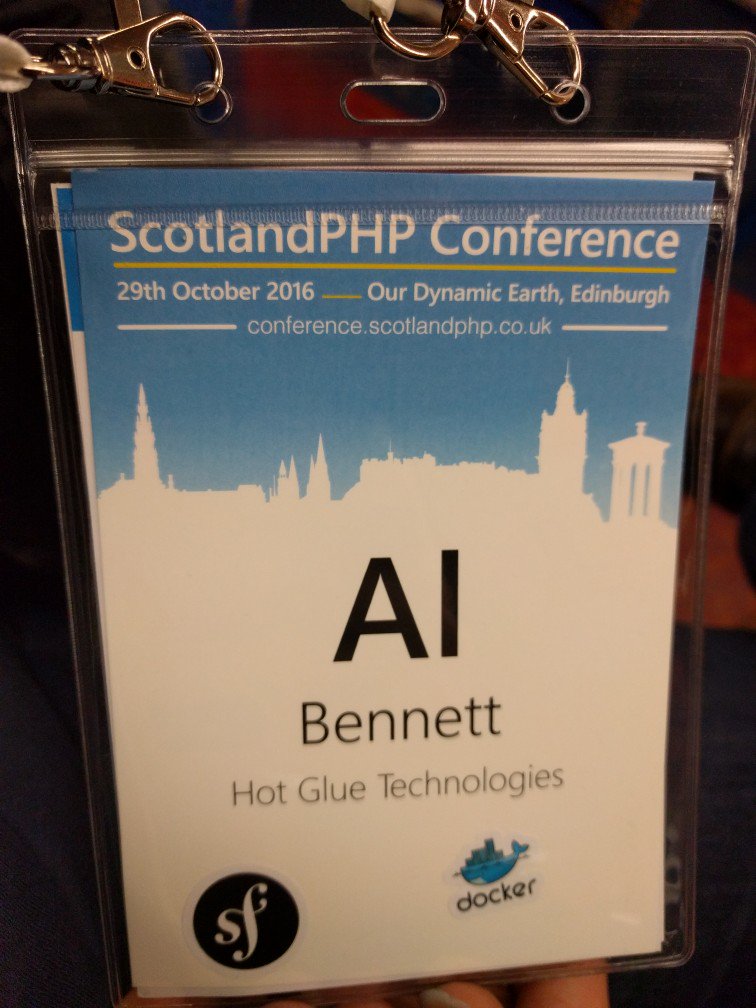 ScotlandPHP Conference
29th October 2016 — Our Dynamic Earth, Edinburgh
conference.scotlandphp.co.uk
Al
Bennett
Hot Glue Technologies
sf
docker